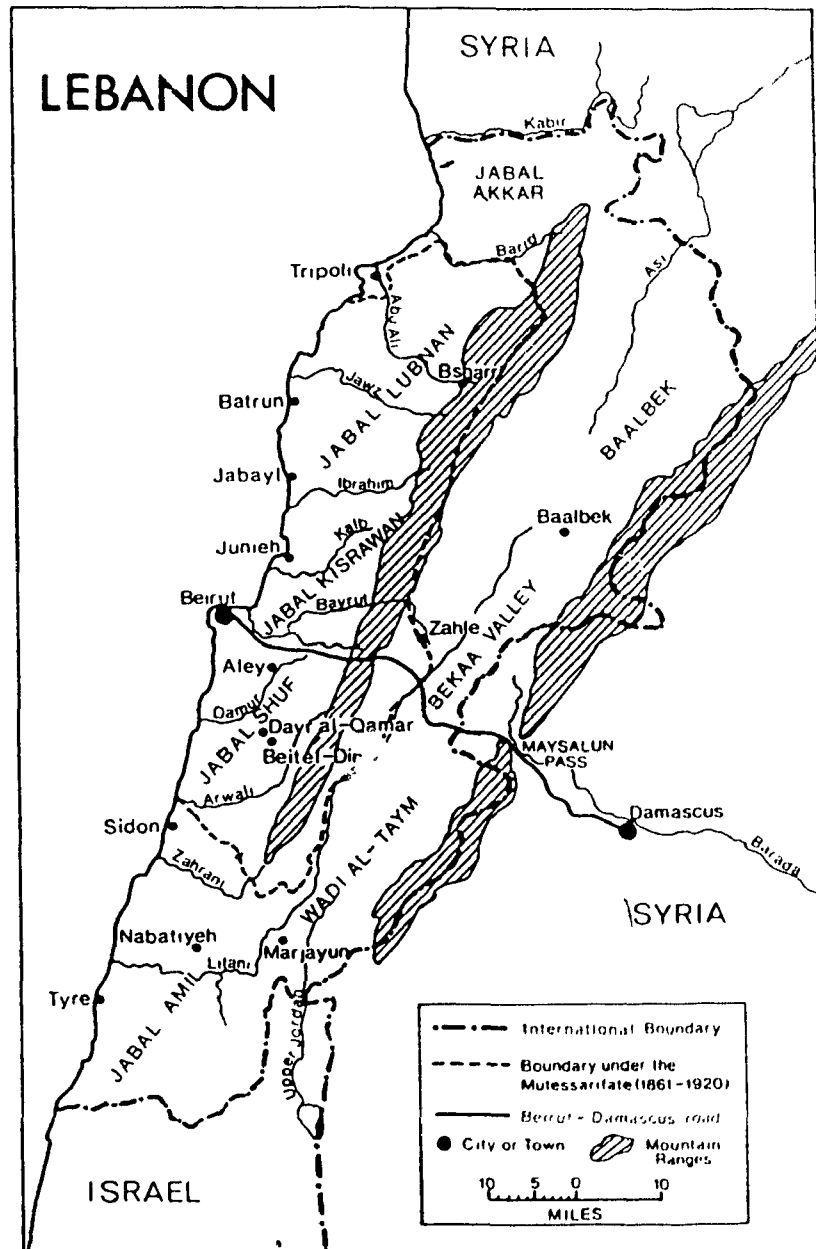 SYRIA
LEBANON
Kabir
JABAL
AKKAR
Barid
Tripoli
Asi
Abu Ali
JABAL LUBNAN
Bsharri
Jawz
Batrun
BAALBEK
Jabayl
Ibrahim
Baalbek
Kalb
Junieh
JABAL KISRAWAN
Beirut
Bayrut
Zahle
BEKAA VALLEY
Aley
Damur
JABAL SHUF
Dayr al-Qamar
Beitel-Din
MAYSALUN
PASS
Arwali
Damascus
Sidon
Baraga
Zahrani
WADI AL-TAYM
SYRIA
Nabatiyeh
Marjayun
Litani
Tyre
JABAL AMIL
Upper Jordan
International Boundary
Boundary under the
Mutessarifate (1861-1920)
Beirut - Damascus road
City or Town
Mountain
Ranges
ISRAEL
10 5 0 10
MILES